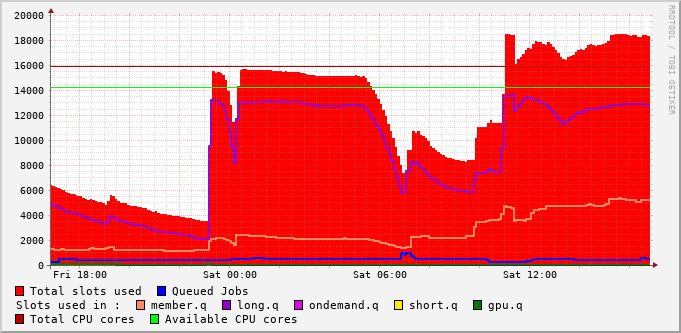 20000
18000
16000
14000
12000
10000
8000
6000
4000
2000
0
Fri 18:00 Sat 00:00 Sat 06:00 Sat 12:00
RRDTOOL / TOBI OETIKER
Total slots used Queued Jobs
Slots used in : member.q long.q ondemand.q short.q gpu.q
Total CPU cores Available CPU cores